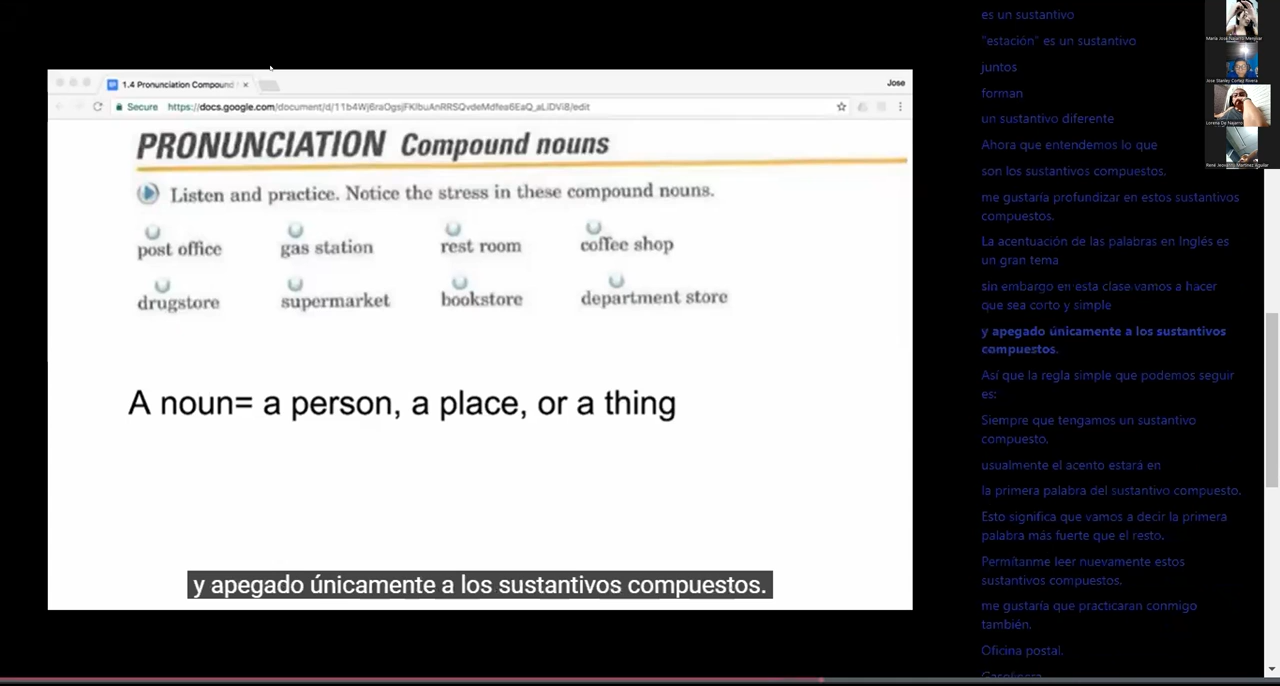 1.4 Pronunciation Compound
Jose
Secure
PRONUNCIATION Compound nouns
Listen and practice. Notice the stress in these compound nouns.
post office gas station rest room coffee shop
drugstore supermarket bookstore department store
A noun= a person, a place, or a thing
y apegado únicamente a los sustantivos compuestos.
es un sustantivo
"estación" es un sustantivo
juntos
forman
un sustantivo diferente
Ahora que entendemos lo que
son los sustantivos compuestos.
me gustaría profundizar en estos sustantivos
compuestos.
La acentuación de las palabras en Inglés es
un gran tema
sin embargo en esta clase vamos a hacer
que sea corto y simple
y apegado únicamente a los sustantivos
compuestos.
Así que la regla simple que podemos seguir
es:
Siempre que tengamos un sustantivo
compuesto.
usualmente el acento estará en
la primera palabra del sustantivo compuesto.
Esto significa que vamos a decir la primera
palabra más fuerte que el resto.
Permítanme leer nuevamente estos
sustantivos compuestos.
me gustaría que practicaran conmigo
también.
Oficina postal.